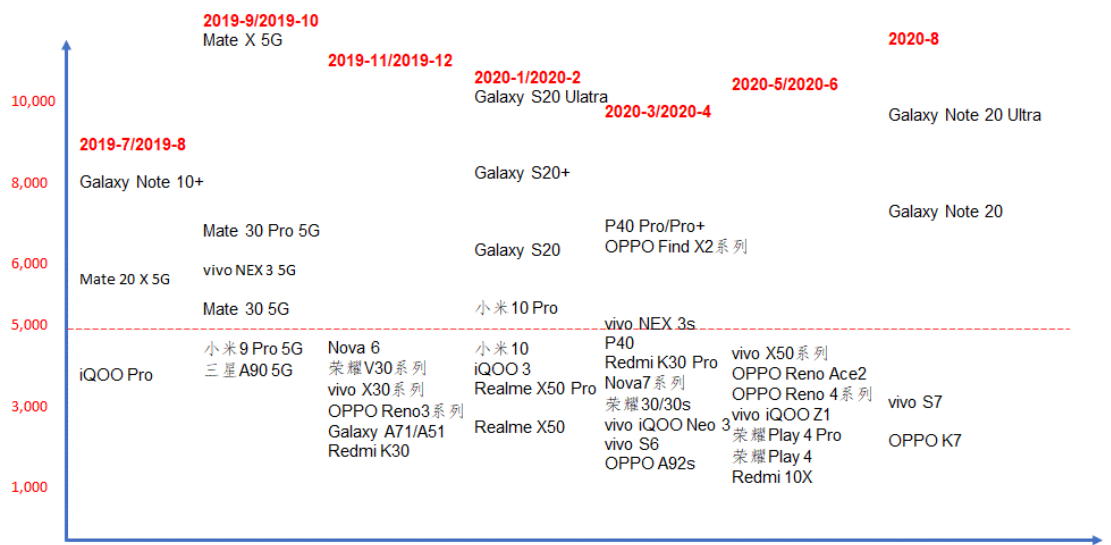 10,000
8,000
6,000
5,000
3,000
1,000
2019-7/2019-8
Galaxy Note 10+
Mate 20 X 5G
iQOO Pro
2019-9/2019-10
Mate X 5G
Mate 30 Pro 5G
vivo NEX 3 5G
Mate 30 5G
小米9 Pro 5G
三星A90 5G
2019-11/2019-12
Nova 6
荣耀V30系列
vivo X30系列
OPPO Reno3系列
Galaxy A71/A51
Redmi K30
2020-1/2020-2
Galaxy S20 Ulatra
Galaxy S20+
Galaxy S20
小米10 Pro
小米10
iQOO 3
Realme X50 Pro
Realme X50
2020-3/2020-4
P40 Pro/Pro+
OPPO Find X2系列
vivo NEX 3s
P40
Redmi K30 Pro
Nova7系列
荣耀30/30s
vivo iQOO Neo 3
vivo S6
OPPO A92s
2020-5/2020-6
vivo X50系列
OPPO Reno Ace2
OPPO Reno 4系列
vivo iQOO Z1
荣耀Play 4 Pro
荣耀Play 4
Redmi 10X
2020-8
Galaxy Note 20 Ultra
Galaxy Note 20
vivo S7
OPPO K7